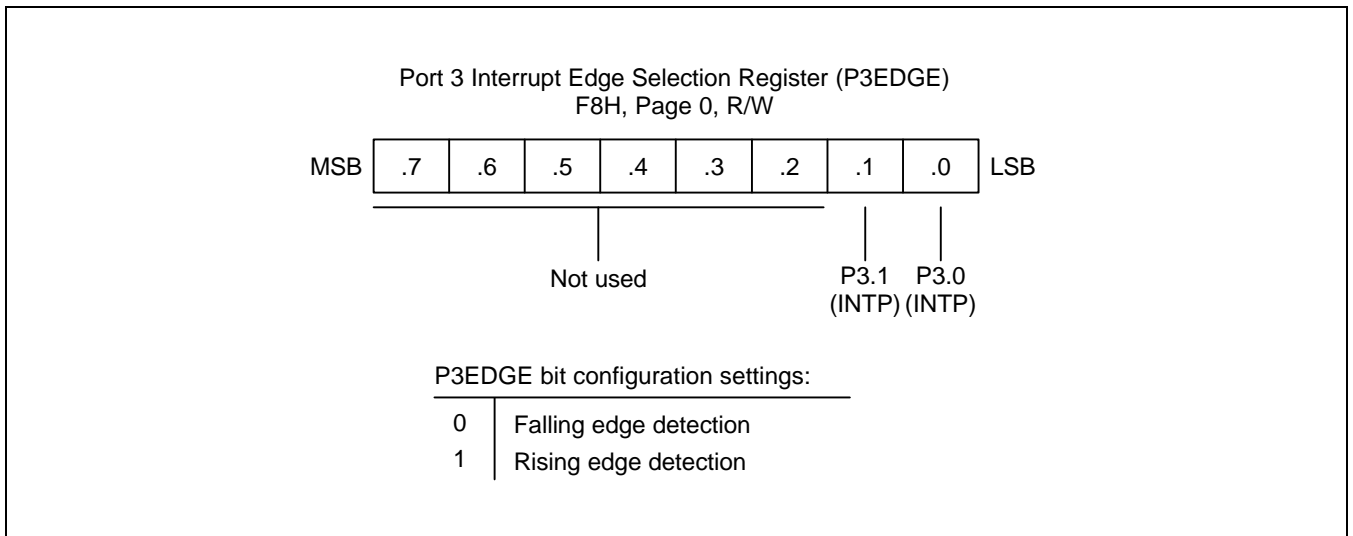 Port 3 Interrupt Edge Selection Register (P3EDGE)
F8H, Page 0, R/W
MSB .7 .6 .5 .4 .3 .2 .1 .0 LSB
Not used P3.1 P3.0
(INTP) (INTP)
P3EDGE bit configuration settings:
0 Falling edge detection
1 Rising edge detection